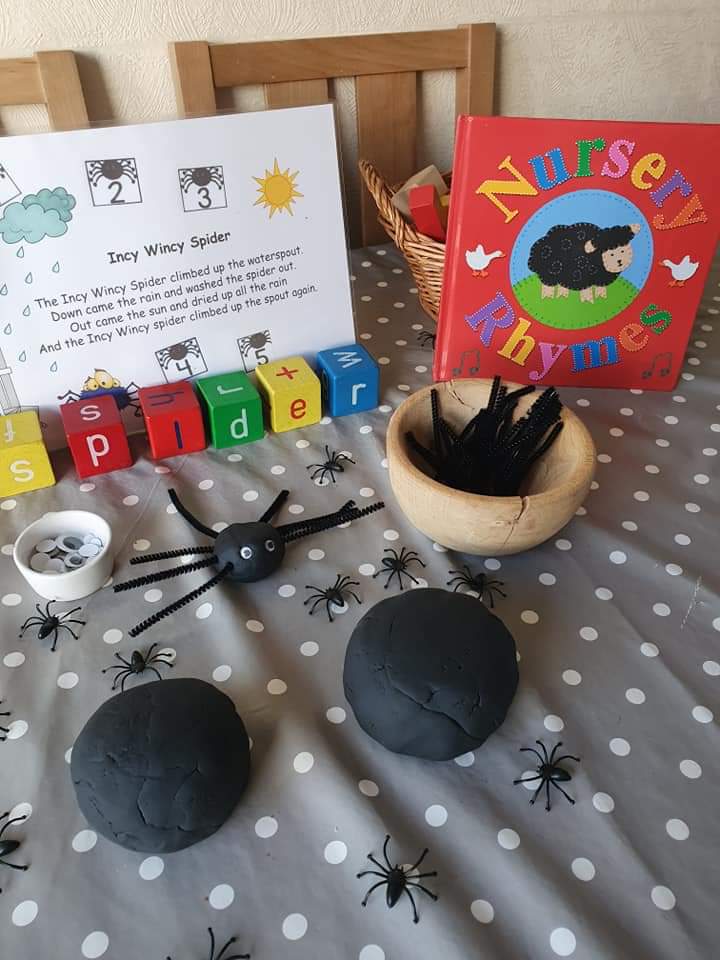 2
3
Incy Wincy Spider
The Incy Wincy Spider climbed up the waterspout.
Down came the rain and washed the spider out.
Out came the sun and dried up all the rain
And the Incy Wincy spider climbed up the spout again.
4
5
Nursery
Rhymes
s p i d e r